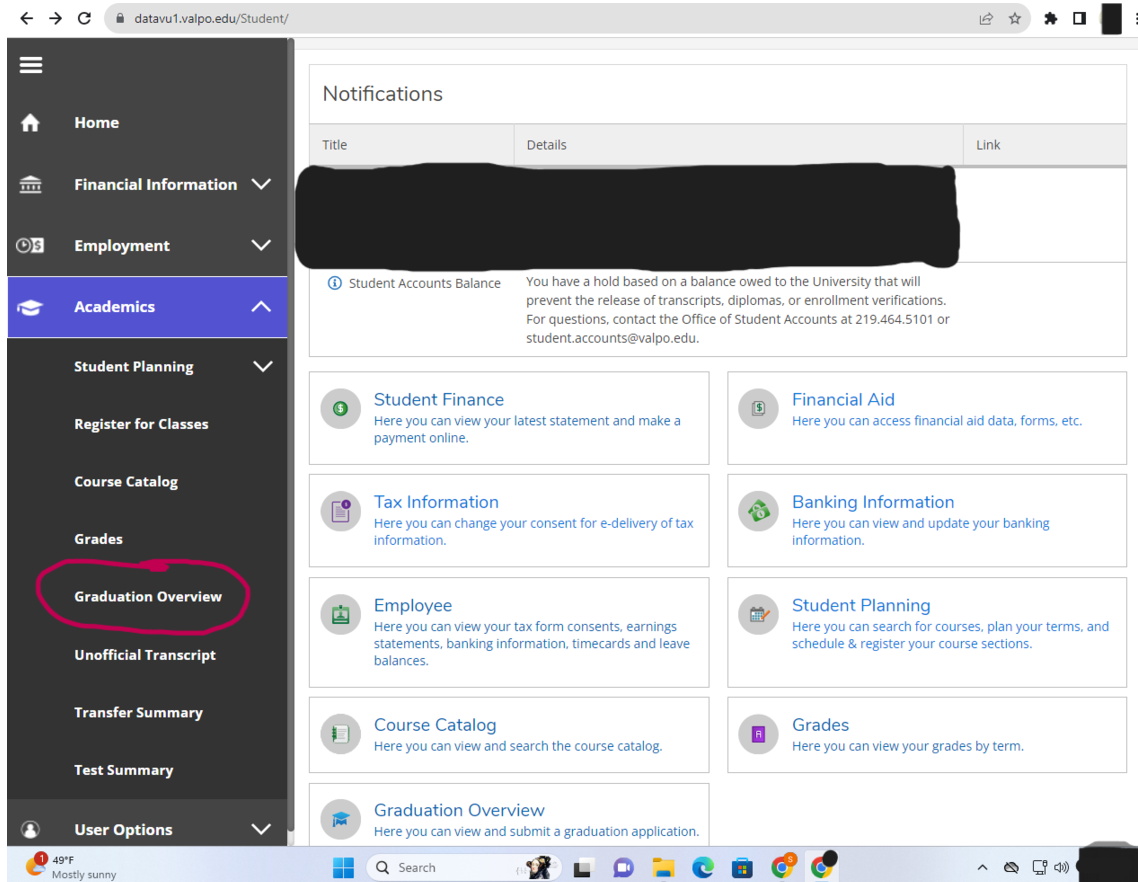 datavu1.valpo.edu/Student/
Home
Financial Information
Employment
Academics
Student Planning
Register for Classes
Course Catalog
Grades
Graduation Overview
Unofficial Transcript
Transfer Summary
Test Summary
User Options
Notifications
Title Details Link
Student Accounts Balance
You have a hold based on a balance owed to the University that will
prevent the release of transcripts, diplomas, or enrollment verifications.
For questions, contact the Office of Student Accounts at 219.464.5101 or
student.accounts@valpo.edu.
Student Finance
Here you can view your latest statement and make a
payment online.
Financial Aid
Here you can access financial aid data, forms, etc.
Tax Information
Here you can change your consent for e-delivery of tax
information.
Banking Information
Here you can view and update your banking
information.
Employee
Here you can view your tax form consents, earnings
statements, banking information, timecards and leave
balances.
Student Planning
Here you can search for courses, plan your terms, and
schedule & register your course sections.
Course Catalog
Here you can view and search the course catalog.
Grades
Here you can view your grades by term.
Graduation Overview
Here you can view and submit a graduation application.
1
49°F
Mostly sunny
Search